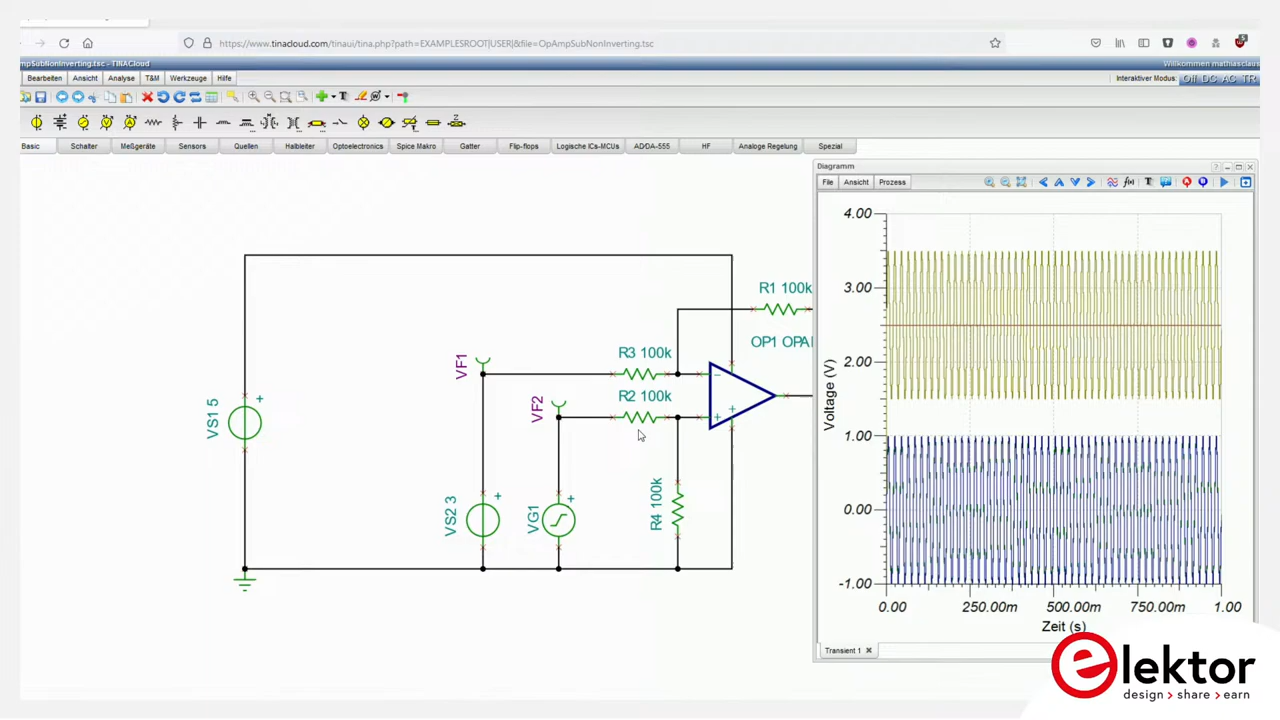 https://www.tinacloud.com/tinaui/tina.php?path=EXAMPLESROOT|USER|&file=OpAmpSubNonInverting.tsc
mpSubNonInverting.tsc - TINACloud
Willkommen mathiasclaus
Bearbeiten Ansicht Analyse T&M Werkzeuge Hilfe
Interaktiver Modus: Off DC AC TR
Basic Schalter Meßgeräte Sensors Quellen Halbleiter Optoelectronics Spice Makro Gatter Flip-flops Logische ICs-MCUs AD/DA-555 HF Analoge Regelung Spezial
Diagramm
File Ansicht Prozess
R1 100k
OP1 OPA
R3 100k
R2 100k
VF1
VF2
VS1 5
VS2 3
VG1
R4 100k
Voltage (V)
4.00
3.00
2.00
1.00
0.00
-1.00
0.00 250.00m 500.00m 750.00m 1.00
Zeit (s)
Transient 1
elektor
design > share > earn